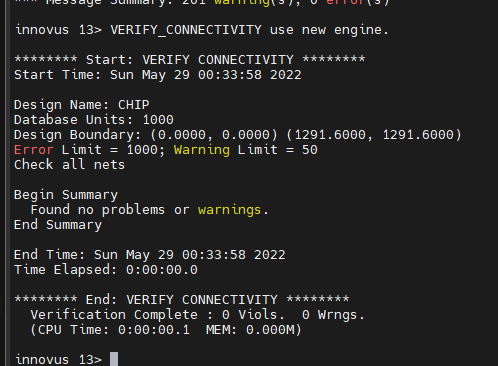 *** Message Summary: 201 warning(s), 0 error(s)
innovus 13> VERIFY_CONNECTIVITY use new engine.
******** Start: VERIFY CONNECTIVITY ********
Start Time: Sun May 29 00:33:58 2022
Design Name: CHIP
Database Units: 1000
Design Boundary: (0.0000, 0.0000) (1291.6000, 1291.6000)
Error Limit = 1000; Warning Limit = 50
Check all nets
Begin Summary
Found no problems or warnings.
End Summary
End Time: Sun May 29 00:33:58 2022
Time Elapsed: 0:00:00.0
******** End: VERIFY CONNECTIVITY ********
Verification Complete : 0 Viols.  0 Wrngs.
(CPU Time: 0:00:00.1  MEM: 0.000M)
innovus 13>